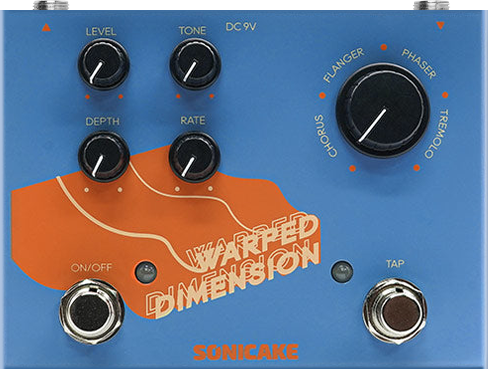 LEVEL
TONE
DC 9V
DEPTH
RATE
CHORUS
FLANGER
PHASER
TREMOLO
WARPED
DIMENSION
ON/OFF
TAP
SONICAKE